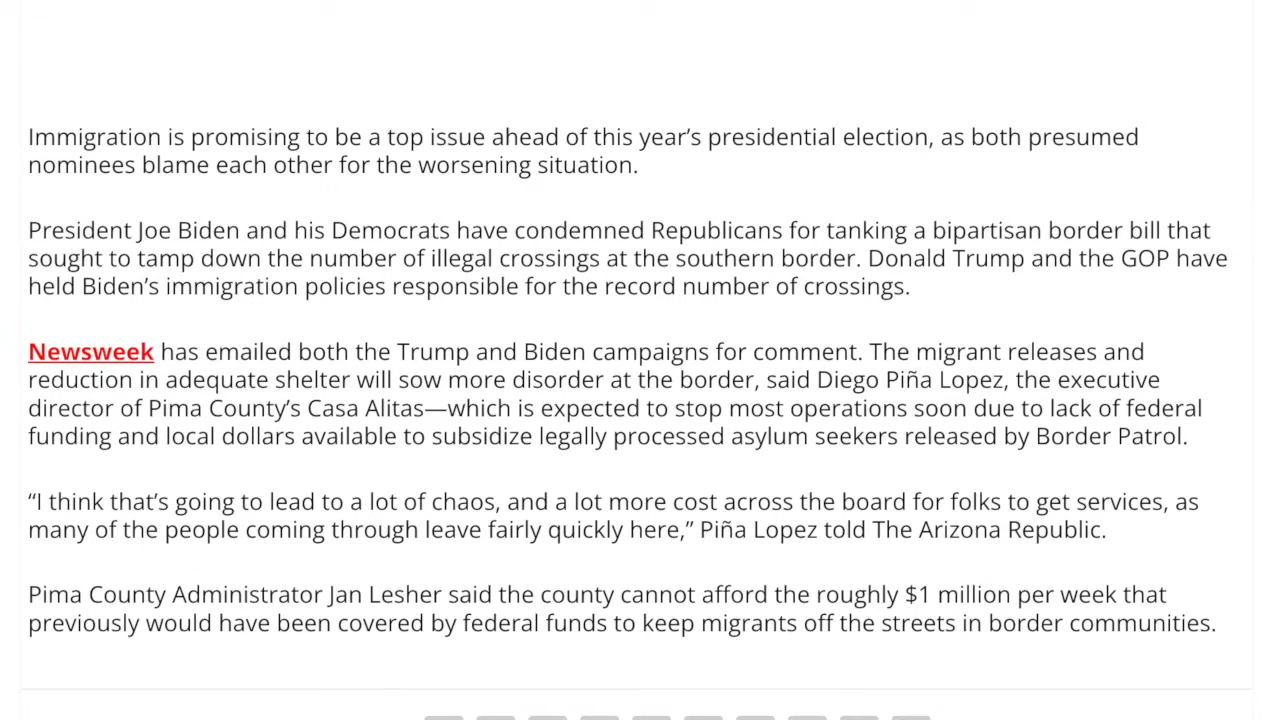 Immigration is promising to be a top issue ahead of this year’s presidential election, as both presumed
nominees blame each other for the worsening situation.
President Joe Biden and his Democrats have condemned Republicans for tanking a bipartisan border bill that
sought to tamp down the number of illegal crossings at the southern border. Donald Trump and the GOP have
held Biden’s immigration policies responsible for the record number of crossings.
Newsweek has emailed both the Trump and Biden campaigns for comment. The migrant releases and
reduction in adequate shelter will sow more disorder at the border, said Diego Piña Lopez, the executive
director of Pima County’s Casa Alitas—which is expected to stop most operations soon due to lack of federal
funding and local dollars available to subsidize legally processed asylum seekers released by Border Patrol.
“I think that’s going to lead to a lot of chaos, and a lot more cost across the board for folks to get services, as
many of the people coming through leave fairly quickly here,” Piña Lopez told The Arizona Republic.
Pima County Administrator Jan Lesher said the county cannot afford the roughly $1 million per week that
previously would have been covered by federal funds to keep migrants off the streets in border communities.